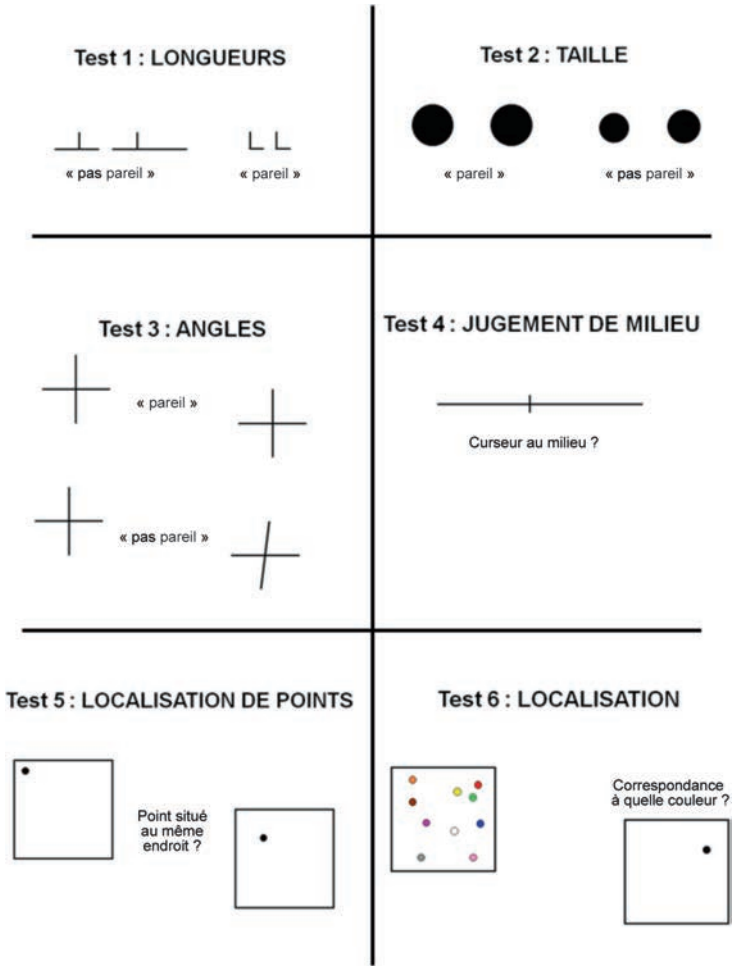 Test 1 : LONGUEURS
« pas pareil »
« pareil »
Test 2 : TAILLE
« pareil »
« pas pareil »
Test 3 : ANGLES
« pareil »
« pas pareil »
Test 4 : JUGEMENT DE MILIEU
Curseur au milieu ?
Test 5 : LOCALISATION DE POINTS
Point situé
au même
endroit ?
Test 6 : LOCALISATION
Correspondance
à quelle couleur ?